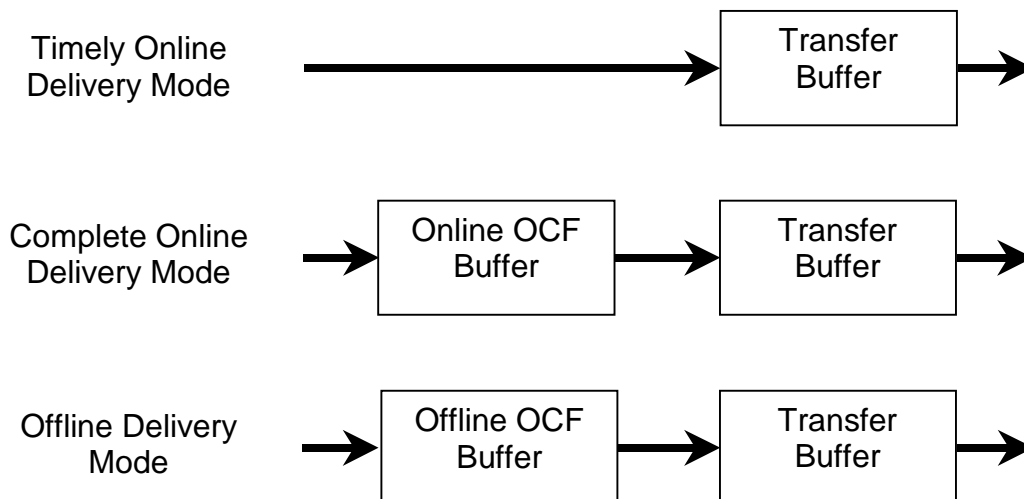 Timely Online
Delivery Mode
Transfer
Buffer
Complete Online
Delivery Mode
Online OCF
Buffer
Transfer
Buffer
Offline Delivery
Mode
Offline OCF
Buffer
Transfer
Buffer